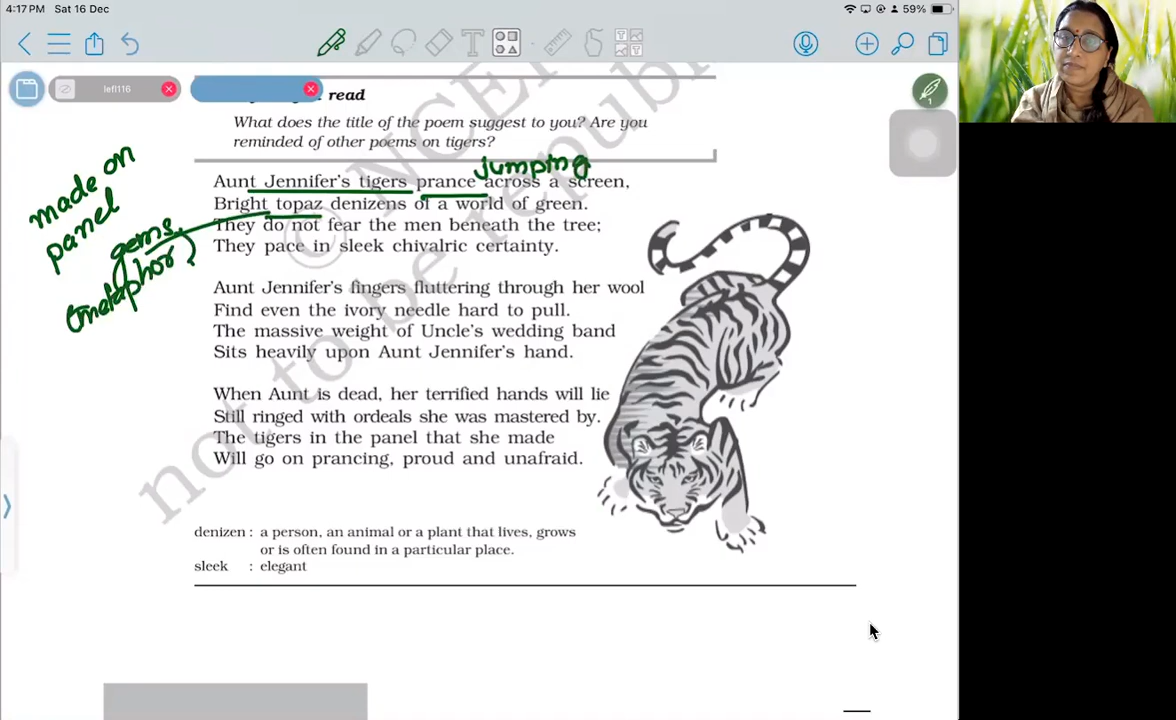 4:17 PM Sat 16 Dec
59%
lefl116
read
What does the title of the poem suggest to you? Are you
reminded of other poems on tigers?
made on
panel
jumping
gems
(metaphor)
Aunt Jennifer's tigers prance across a screen,
Bright topaz denizens of a world of green.
They do not fear the men beneath the tree;
They pace in sleek chivalric certainty.
Aunt Jennifer's fingers fluttering through her wool
Find even the ivory needle hard to pull.
The massive weight of Uncle's wedding band
Sits heavily upon Aunt Jennifer's hand.
When Aunt is dead, her terrified hands will lie
Still ringed with ordeals she was mastered by.
The tigers in the panel that she made
Will go on prancing, proud and unafraid.
denizen : a person, an animal or a plant that lives, grows
or is often found in a particular place.
sleek : elegant
© NCER
not to be republ
1